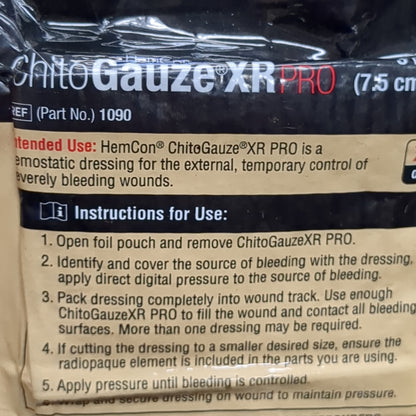 ChitoGauze®XR PRO (7.5 cm
REF (Part No.) 1090
ntended Use: HemCon® ChitoGauze®XR PRO is a
emostatic dressing for the external, temporary control of
everely bleeding wounds.
Instructions for Use:
1. Open foil pouch and remove ChitoGauzeXR PRO.
2. Identify and cover the source of bleeding with the dressing,
apply direct digital pressure to the source of bleeding.
3. Pack dressing completely into wound track. Use enough
ChitoGauzeXR PRO to fill the wound and contact all bleeding
surfaces. More than one dressing may be required.
4. If cutting the dressing to a smaller desired size, ensure the
radiopaque element is included in the parts you are using.
5. Apply pressure until bleeding is controlled.
6. Wrap and secure dressing on wound to maintain pressure.